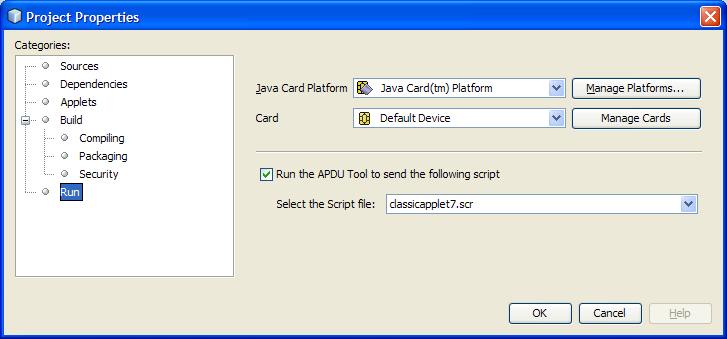 Project Properties
Categories:
Sources
Dependencies
Applets
Build
Compiling
Packaging
Security
Run
Java Card Platform Java Card(tm) Platform Manage Platforms...
Card Default Device Manage Cards
Run the APDU Tool to send the following script
Select the Script file: classicapplet7.scr
OK Cancel Help